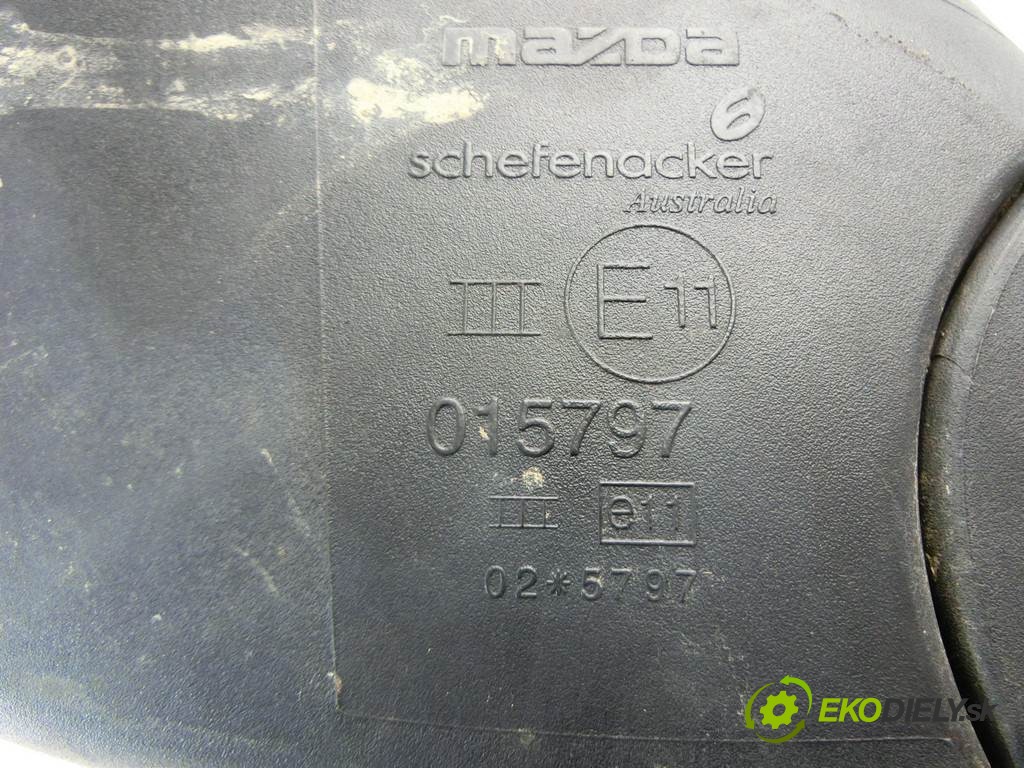 mazda
schefenacker
Australia
III E11
015797
III e11
02*5797
EKODIELY.sk